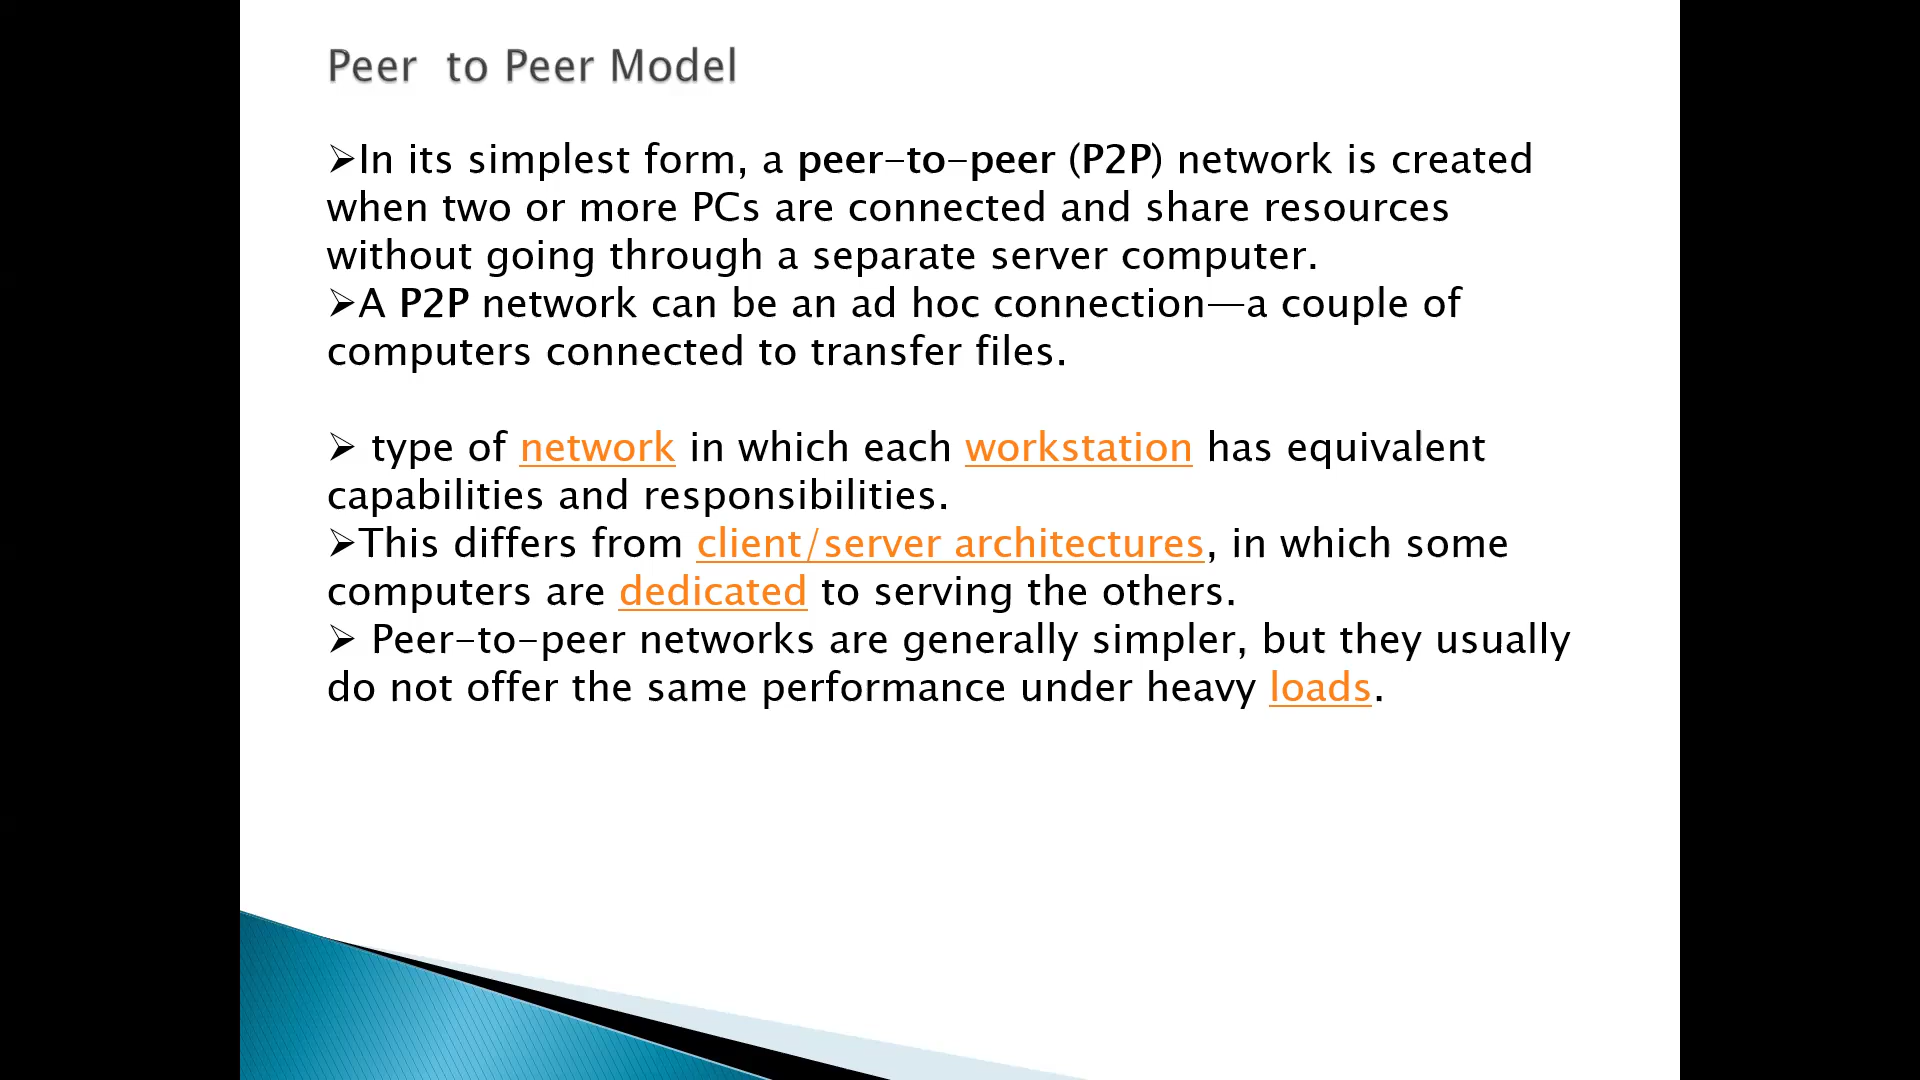 Peer  to Peer Model
➢In its simplest form, a peer-to-peer (P2P) network is created
when two or more PCs are connected and share resources
without going through a separate server computer.
➢A P2P network can be an ad hoc connection—a couple of
computers connected to transfer files.
➢ type of network in which each workstation has equivalent
capabilities and responsibilities.
➢This differs from client/server architectures, in which some
computers are dedicated to serving the others.
➢ Peer-to-peer networks are generally simpler, but they usually
do not offer the same performance under heavy loads.